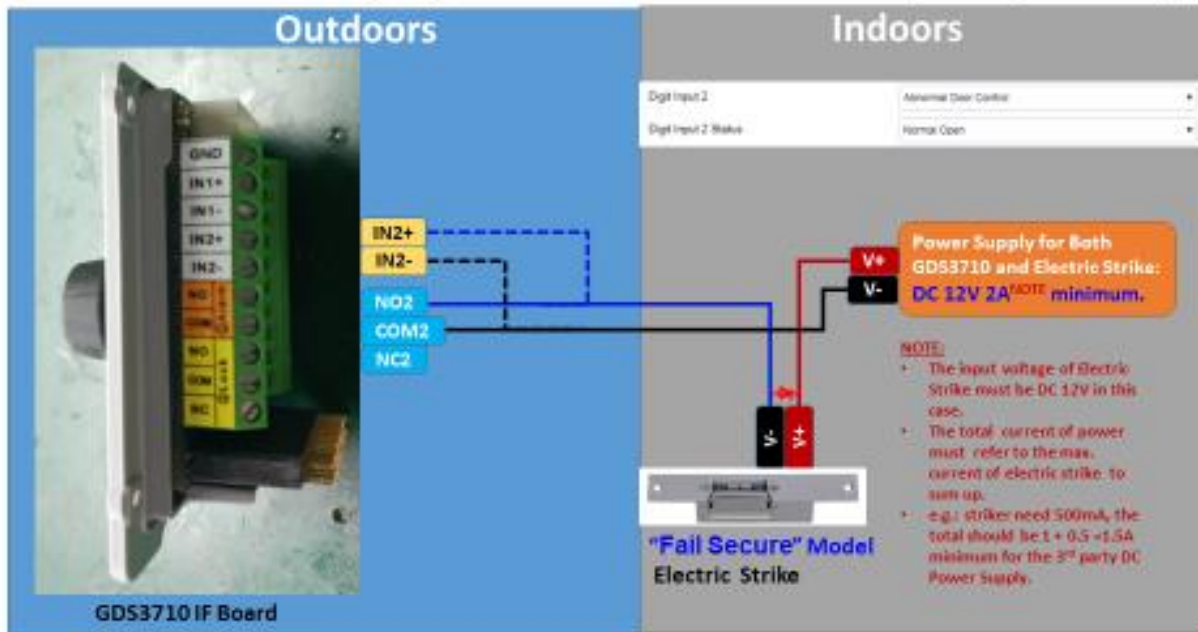 Outdoors
Indoors
Digit Input 2
Abnormal Door Control
Digit Input 2 Status
Normal Open
GND
IN1+
IN1-
IN2+
IN2-
NO
COM
NO
COM
NC
IN2+
IN2-
NO2
COM2
NC2
V+
V-
Power Supply for Both
GDS3710 and Electric Strike:
DC 12V 2A NOTE minimum.
NOTE:
• The input voltage of Electric
Strike must be DC 12V in this
case.
• The total current of power
must refer to the max.
current of electric strike to
sum up.
• e.g.: striker need 500mA, the
total should be 1 + 0.5 =1.5A
minimum for the 3rd party DC
Power Supply.
V-
V+
"Fail Secure" Model
Electric Strike
GDS3710 IF Board